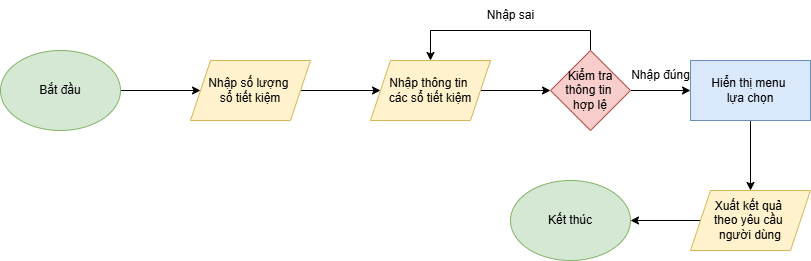 Nhập sai
Bắt đầu
Nhập số lượng
sổ tiết kiệm
Nhập thông tin
các sổ tiết kiệm
Kiểm tra
thông tin
hợp lệ
Nhập đúng
Hiển thị menu
lựa chọn
Xuất kết quả
theo yêu cầu
người dùng
Kết thúc